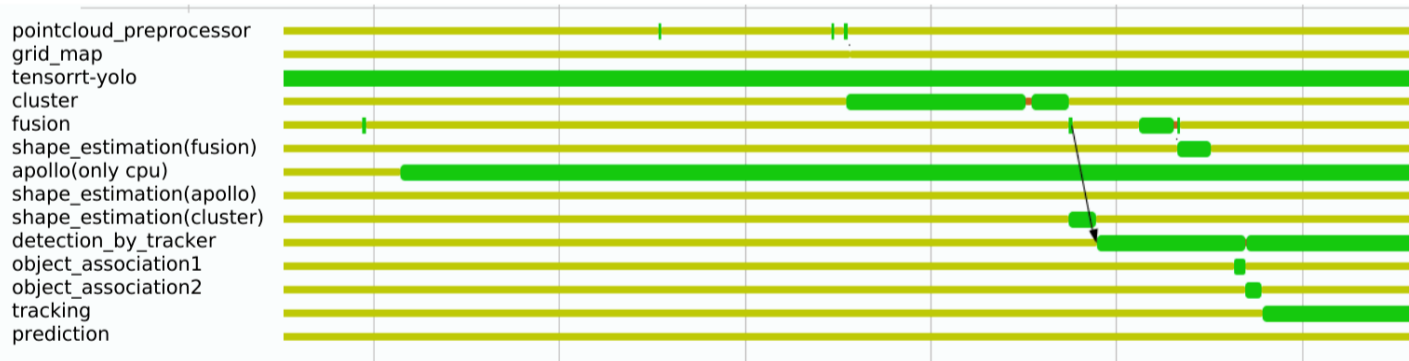 pointcloud_preprocessor
grid_map
tensorrt-yolo
cluster
fusion
shape_estimation(fusion)
apollo(only cpu)
shape_estimation(apollo)
shape_estimation(cluster)
detection_by_tracker
object_association1
object_association2
tracking
prediction